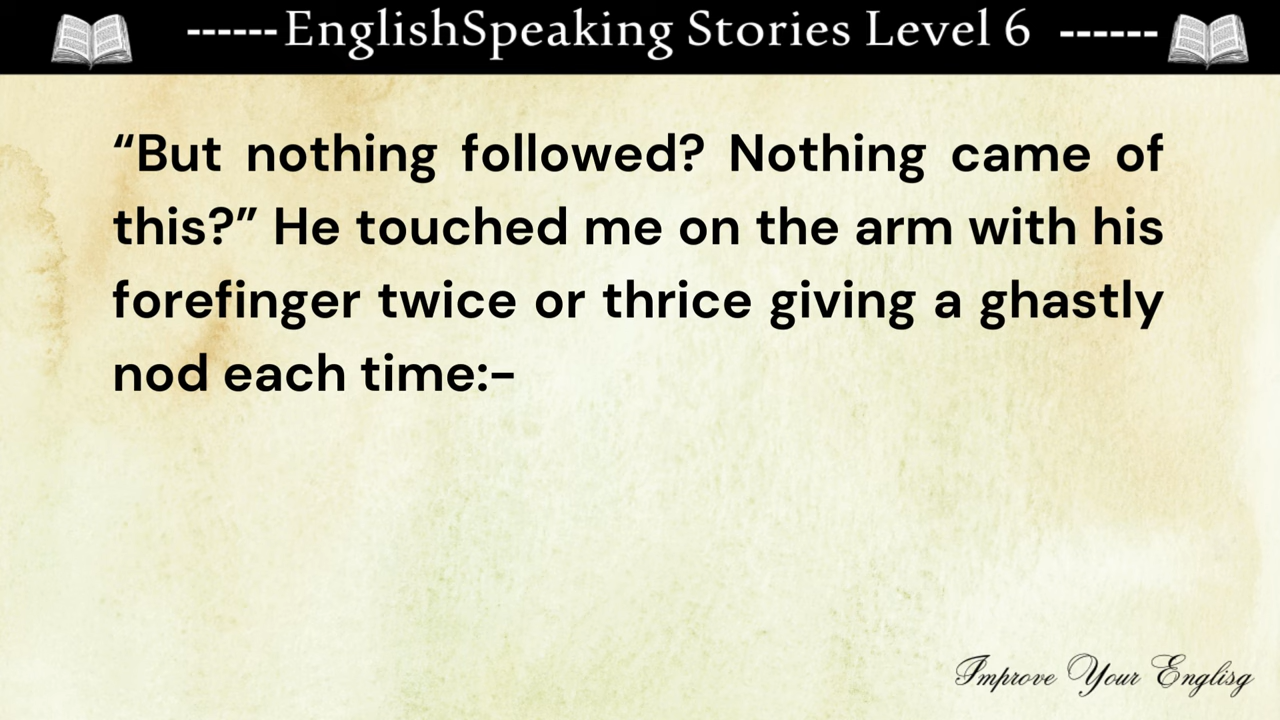 ------EnglishSpeaking Stories Level 6 ------
“But nothing followed? Nothing came of
this?” He touched me on the arm with his
forefinger twice or thrice giving a ghastly
nod each time:-
Improve Your Englisg